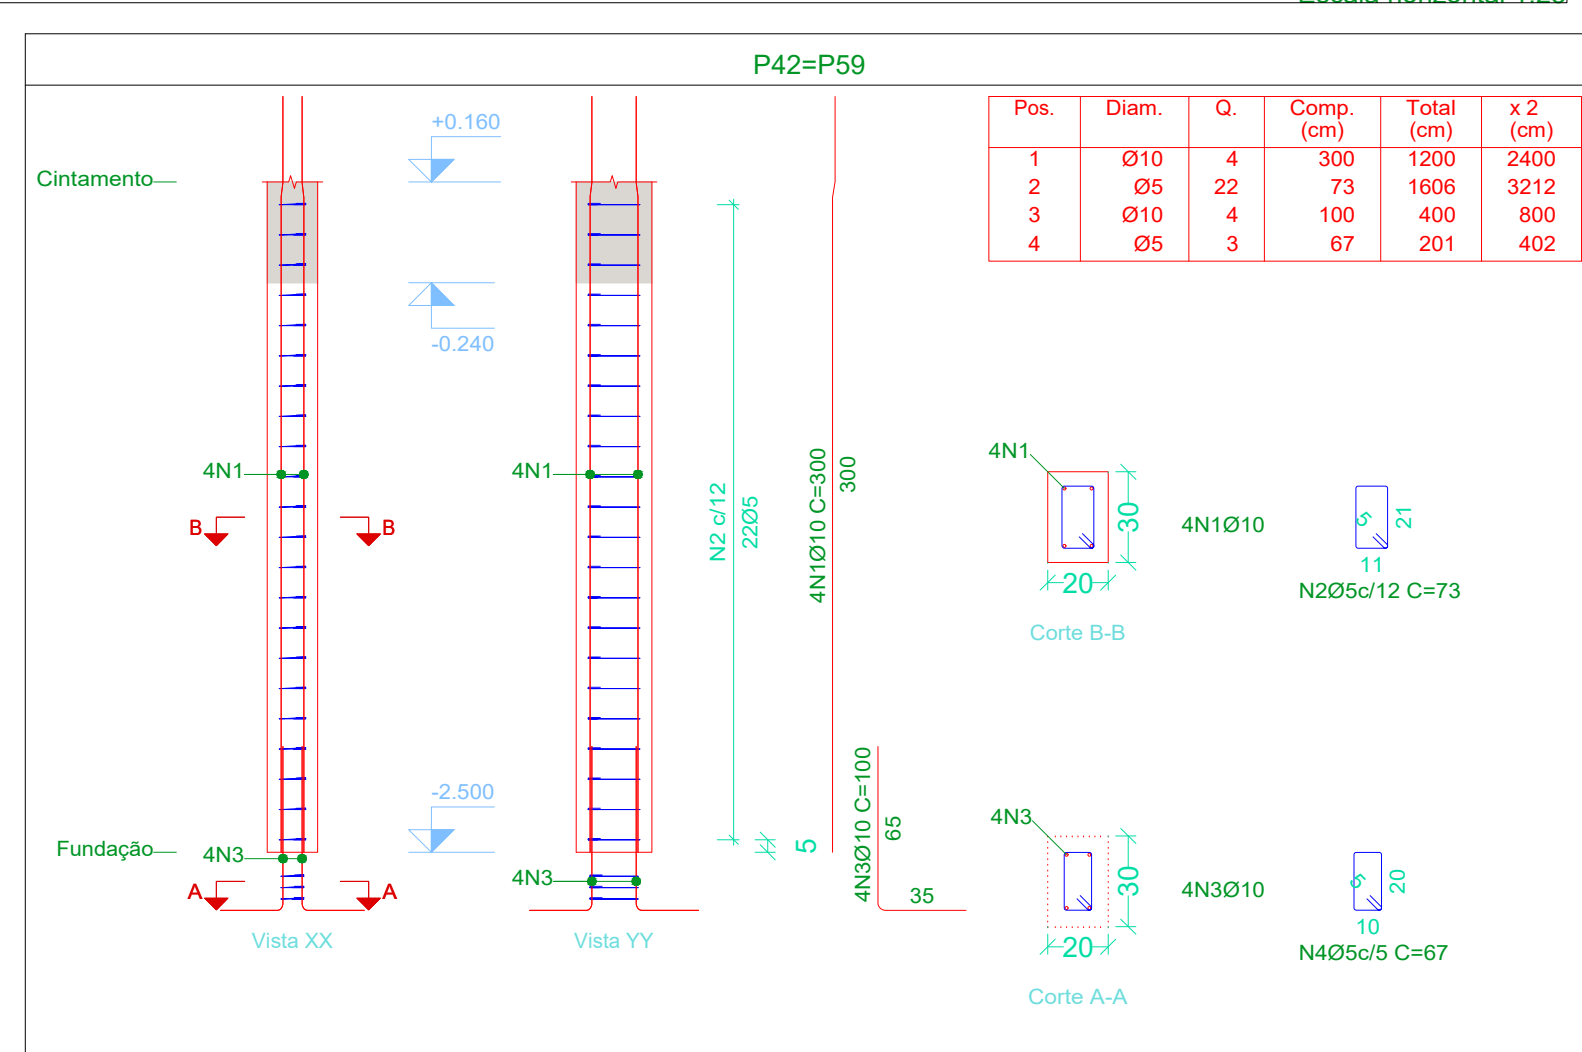 P42=P59
Pos. Diam. Q. Comp. (cm) Total (cm) x 2 (cm)
1 Ø10 4 300 1200 2400
2 Ø5 22 73 1606 3212
3 Ø10 4 100 400 800
4 Ø5 3 67 201 402
+0.160
Cintamento
-0.240
4N1
4N1
B B
N2 c/12
22Ø5
4N1Ø10 C=300
300
4N1
30
20
4N1Ø10
5
21
11
N2Ø5c/12 C=73
Corte B-B
-2.500
Fundação
4N3
4N3
A A
5
4N3Ø10 C=100
65
35
4N3
30
20
4N3Ø10
5
20
10
N4Ø5c/5 C=67
Vista XX
Vista YY
Corte A-A